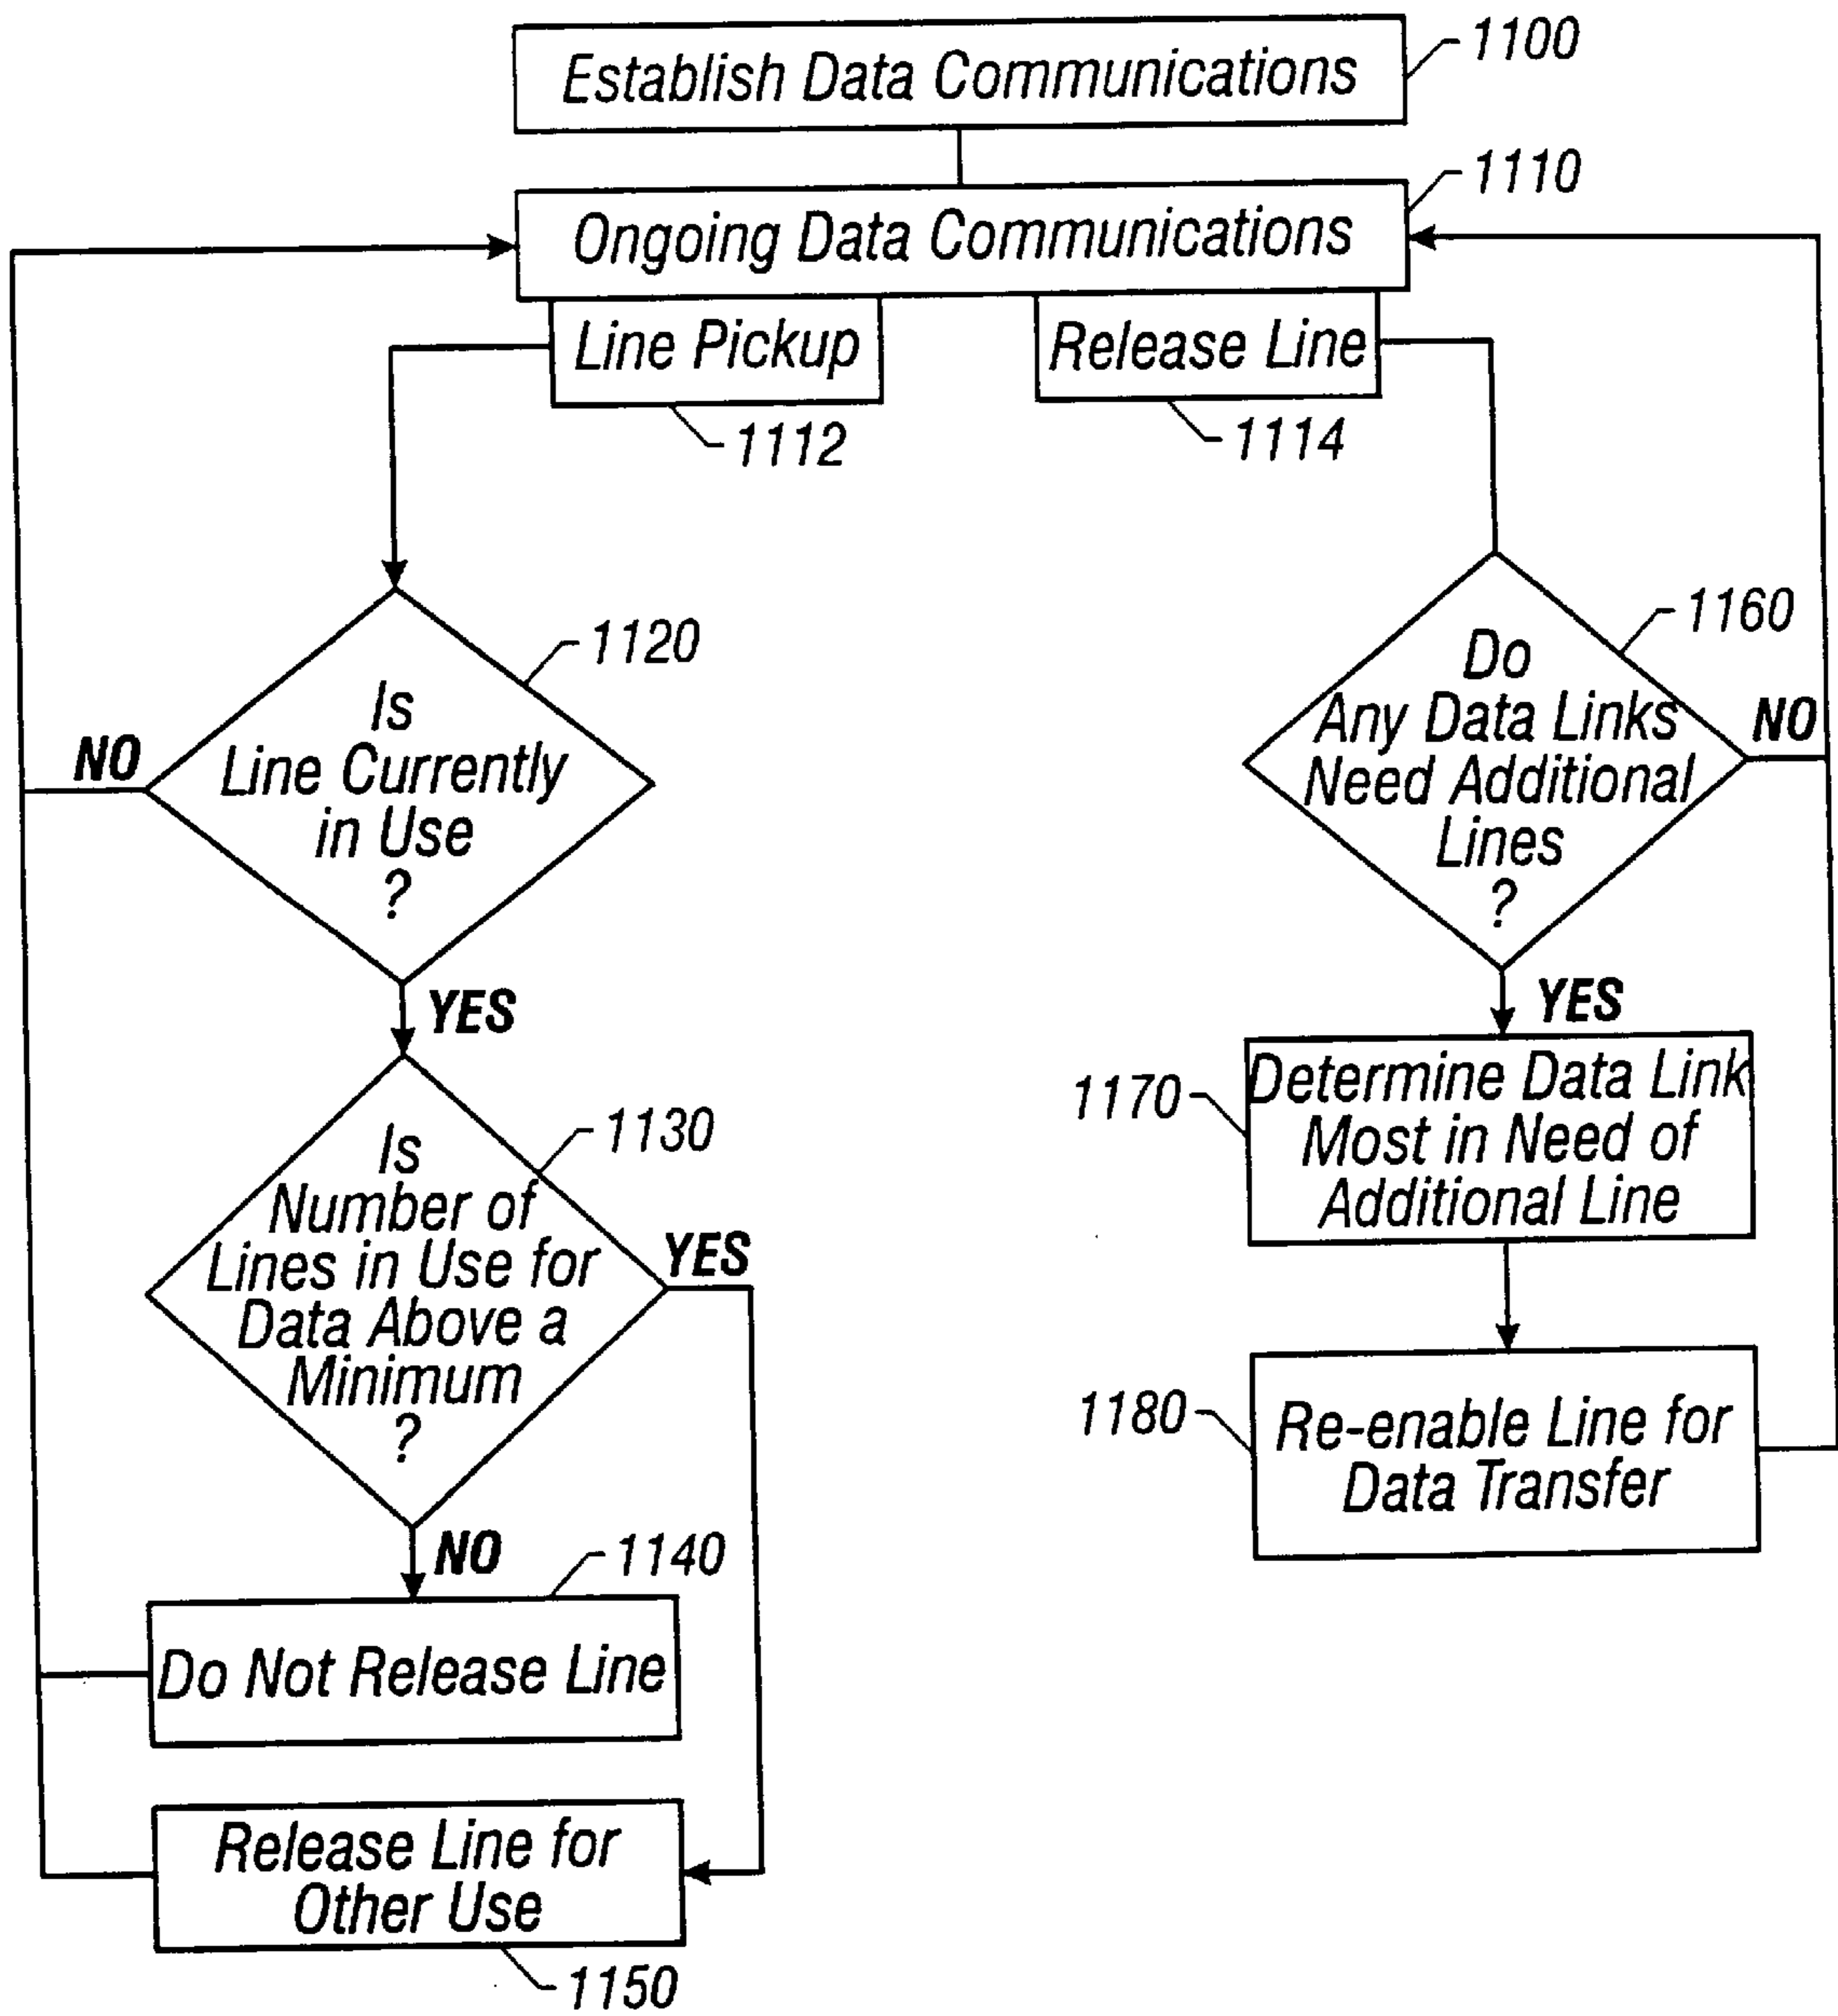 Establish Data Communications
1100
Ongoing Data Communications
1110
Line Pickup
1112
Release Line
1114
Is
Line Currently
in Use
?
1120
NO
YES
Is
Number of
Lines in Use for
Data Above a
Minimum
?
1130
YES
NO
Do Not Release Line
1140
Release Line for
Other Use
1150
Do
Any Data Links
Need Additional
Lines
?
1160
NO
YES
Determine Data Link
Most in Need of
Additional Line
1170
Re-enable Line for
Data Transfer
1180